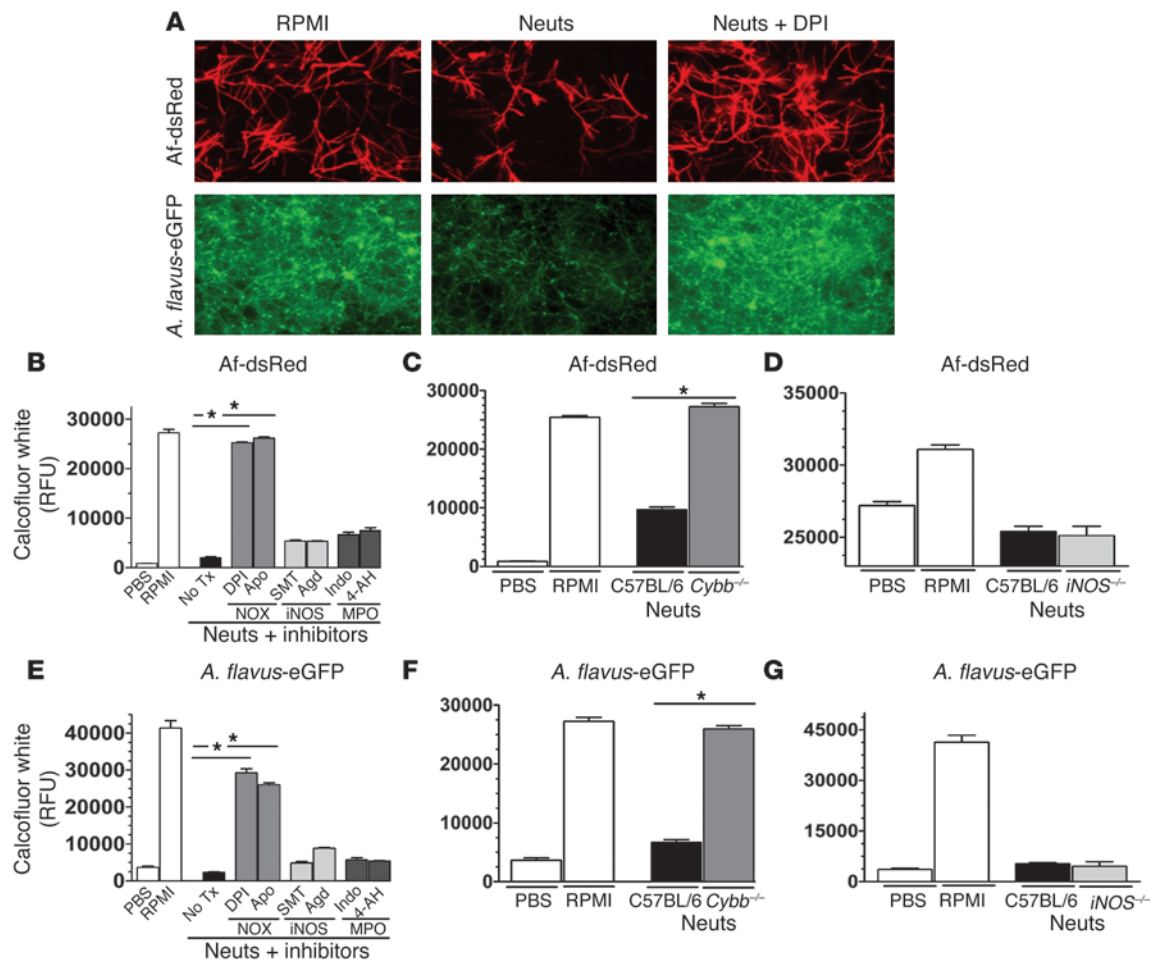 A
RPMI
Neuts
Neuts + DPI
Af-dsRed
A. flavus-eGFP
B
Af-dsRed
Calcofluor white
(RFU)
30000
20000
10000
0
* *
PBS
RPMI
No Tx
DPI
Apo
SMT
Agd
Indo
4-AH
NOX
iNOS
MPO
Neuts + inhibitors
C
Af-dsRed
30000
20000
10000
0
*
PBS
RPMI
C57BL/6
Cybb⁻/⁻
Neuts
D
Af-dsRed
35000
31000
25000
PBS
RPMI
C57BL/6
iNOS⁻/⁻
Neuts
E
A. flavus-eGFP
Calcofluor white
(RFU)
40000
30000
20000
10000
0
* *
PBS
RPMI
No Tx
DPI
Apo
SMT
Agd
Indo
4-AH
NOX
iNOS
MPO
Neuts + inhibitors
F
A. flavus-eGFP
30000
20000
10000
0
*
PBS
RPMI
C57BL/6
Cybb⁻/⁻
Neuts
G
A. flavus-eGFP
45000
30000
15000
0
PBS
RPMI
C57BL/6
iNOS⁻/⁻
Neuts